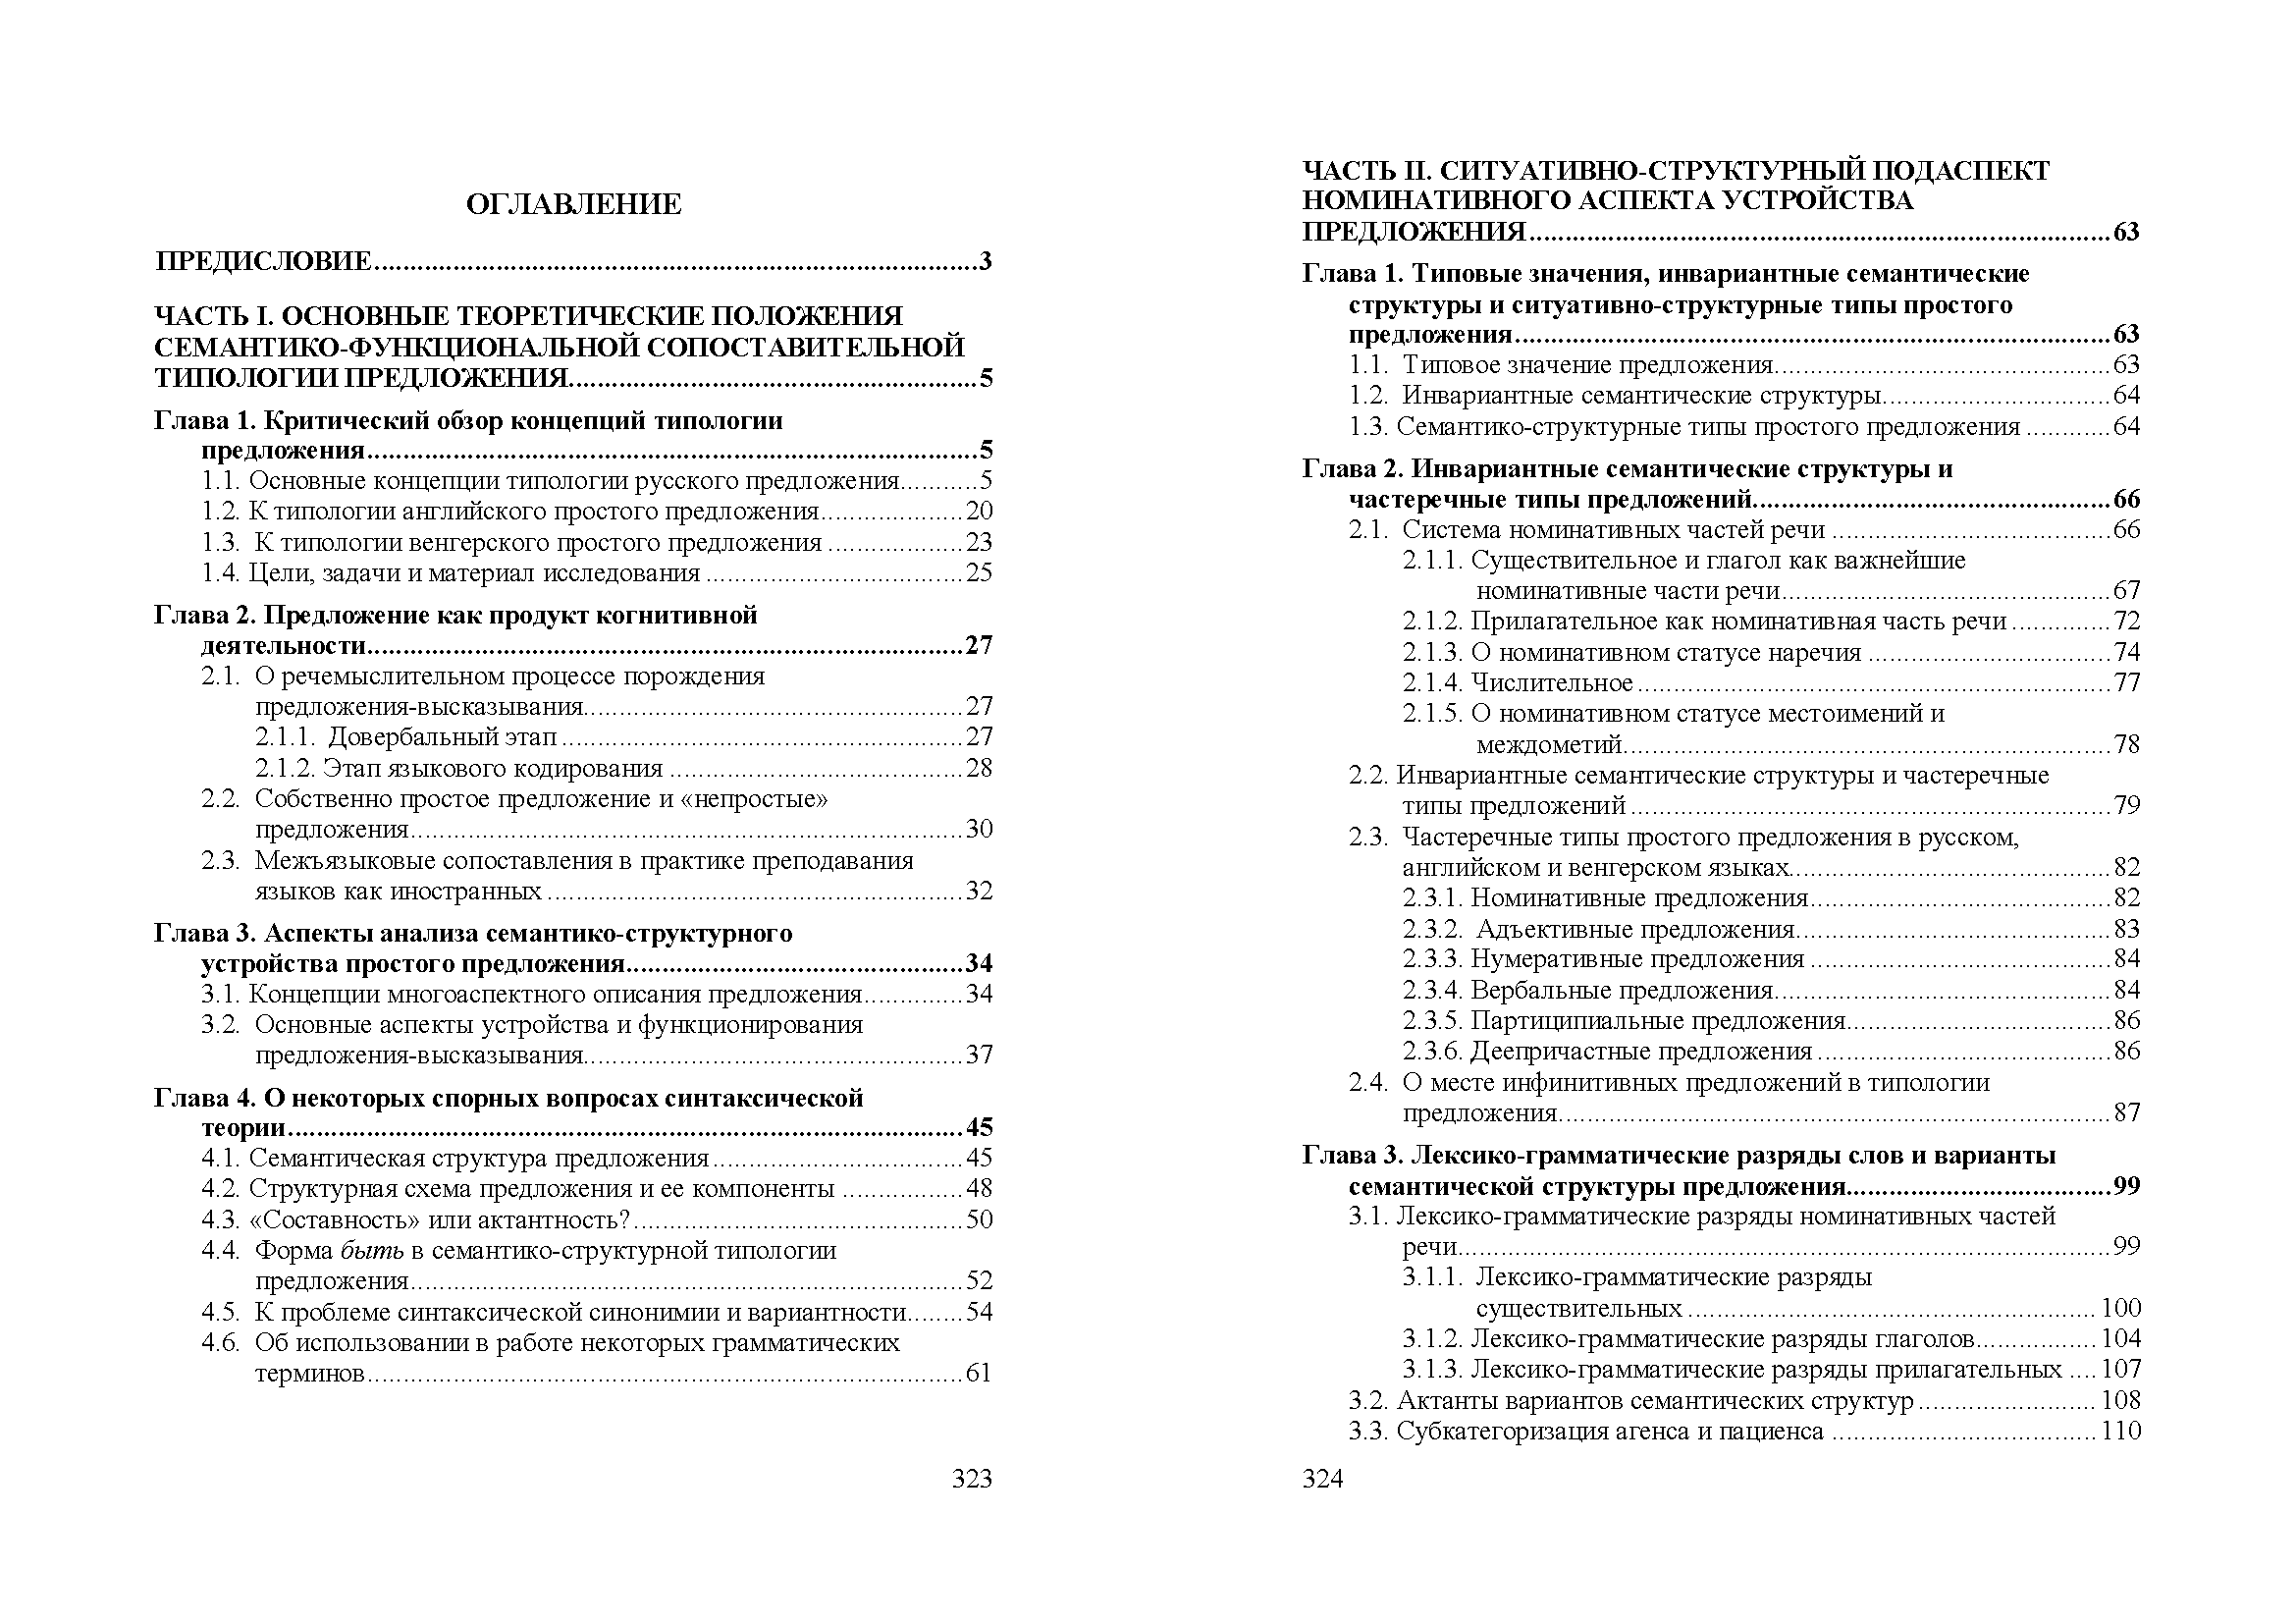 ОГЛАВЛЕНИЕ
ПРЕДИСЛОВИЕ....................3
ЧАСТЬ I. ОСНОВНЫЕ ТЕОРЕТИЧЕСКИЕ ПОЛОЖЕНИЯ
СЕМАНТИКО-ФУНКЦИОНАЛЬНОЙ СОПОСТАВИТЕЛЬНОЙ
ТИПОЛОГИИ ПРЕДЛОЖЕНИЯ....................5
Глава 1. Критический обзор концепций типологии
предложения....................5
1.1. Основные концепции типологии русского предложения...........5
1.2. К типологии английского простого предложения....................20
1.3. К типологии венгерского простого предложения ...................23
1.4. Цели, задачи и материал исследования ....................25
Глава 2. Предложение как продукт когнитивной
деятельности....................27
2.1. О речемыслительном процессе порождения
предложения-высказывания....................27
2.1.1. Довербальный этап ....................27
2.1.2. Этап языкового кодирования ....................28
2.2. Собственно простое предложение и «непростые»
предложения....................30
2.3. Межъязыковые сопоставления в практике преподавания
языков как иностранных ....................32
Глава 3. Аспекты анализа семантико-структурного
устройства простого предложения....................34
3.1. Концепции многоаспектного описания предложения..............34
3.2. Основные аспекты устройства и функционирования
предложения-высказывания....................37
Глава 4. О некоторых спорных вопросах синтаксической
теории....................45
4.1. Семантическая структура предложения ....................45
4.2. Структурная схема предложения и ее компоненты .................48
4.3. «Составность» или актантность?....................50
4.4. Форма быть в семантико-структурной типологии
предложения....................52
4.5. К проблеме синтаксической синонимии и вариантности........54
4.6. Об использовании в работе некоторых грамматических
терминов....................61
323
ЧАСТЬ II. СИТУАТИВНО-СТРУКТУРНЫЙ ПОДАСПЕКТ
НОМИНАТИВНОГО АСПЕКТА УСТРОЙСТВА
ПРЕДЛОЖЕНИЯ....................63
Глава 1. Типовые значения, инвариантные семантические
структуры и ситуативно-структурные типы простого
предложения....................63
1.1. Типовое значение предложения....................63
1.2. Инвариантные семантические структуры....................64
1.3. Семантико-структурные типы простого предложения ............64
Глава 2. Инвариантные семантические структуры и
частеречные типы предложений....................66
2.1. Система номинативных частей речи ....................66
2.1.1. Существительное и глагол как важнейшие
номинативные части речи....................67
2.1.2. Прилагательное как номинативная часть речи ..............72
2.1.3. О номинативном статусе наречия ....................74
2.1.4. Числительное ....................77
2.1.5. О номинативном статусе местоимений и
междометий....................78
2.2. Инвариантные семантические структуры и частеречные
типы предложений ....................79
2.3. Частеречные типы простого предложения в русском,
английском и венгерском языках....................82
2.3.1. Номинативные предложения....................82
2.3.2. Адъективные предложения....................83
2.3.3. Нумеративные предложения ....................84
2.3.4. Вербальные предложения....................84
2.3.5. Партиципиальные предложения....................86
2.3.6. Деепричастные предложения ....................86
2.4. О месте инфинитивных предложений в типологии
предложения....................87
Глава 3. Лексико-грамматические разряды слов и варианты
семантической структуры предложения....................99
3.1. Лексико-грамматические разряды номинативных частей
речи....................99
3.1.1. Лексико-грамматические разряды
существительных .................... 100
3.1.2. Лексико-грамматические разряды глаголов................. 104
3.1.3. Лексико-грамматические разряды прилагательных .... 107
3.2. Актанты вариантов семантических структур .................... 108
3.3. Субкатегоризация агенса и пациенса .................... 110
324